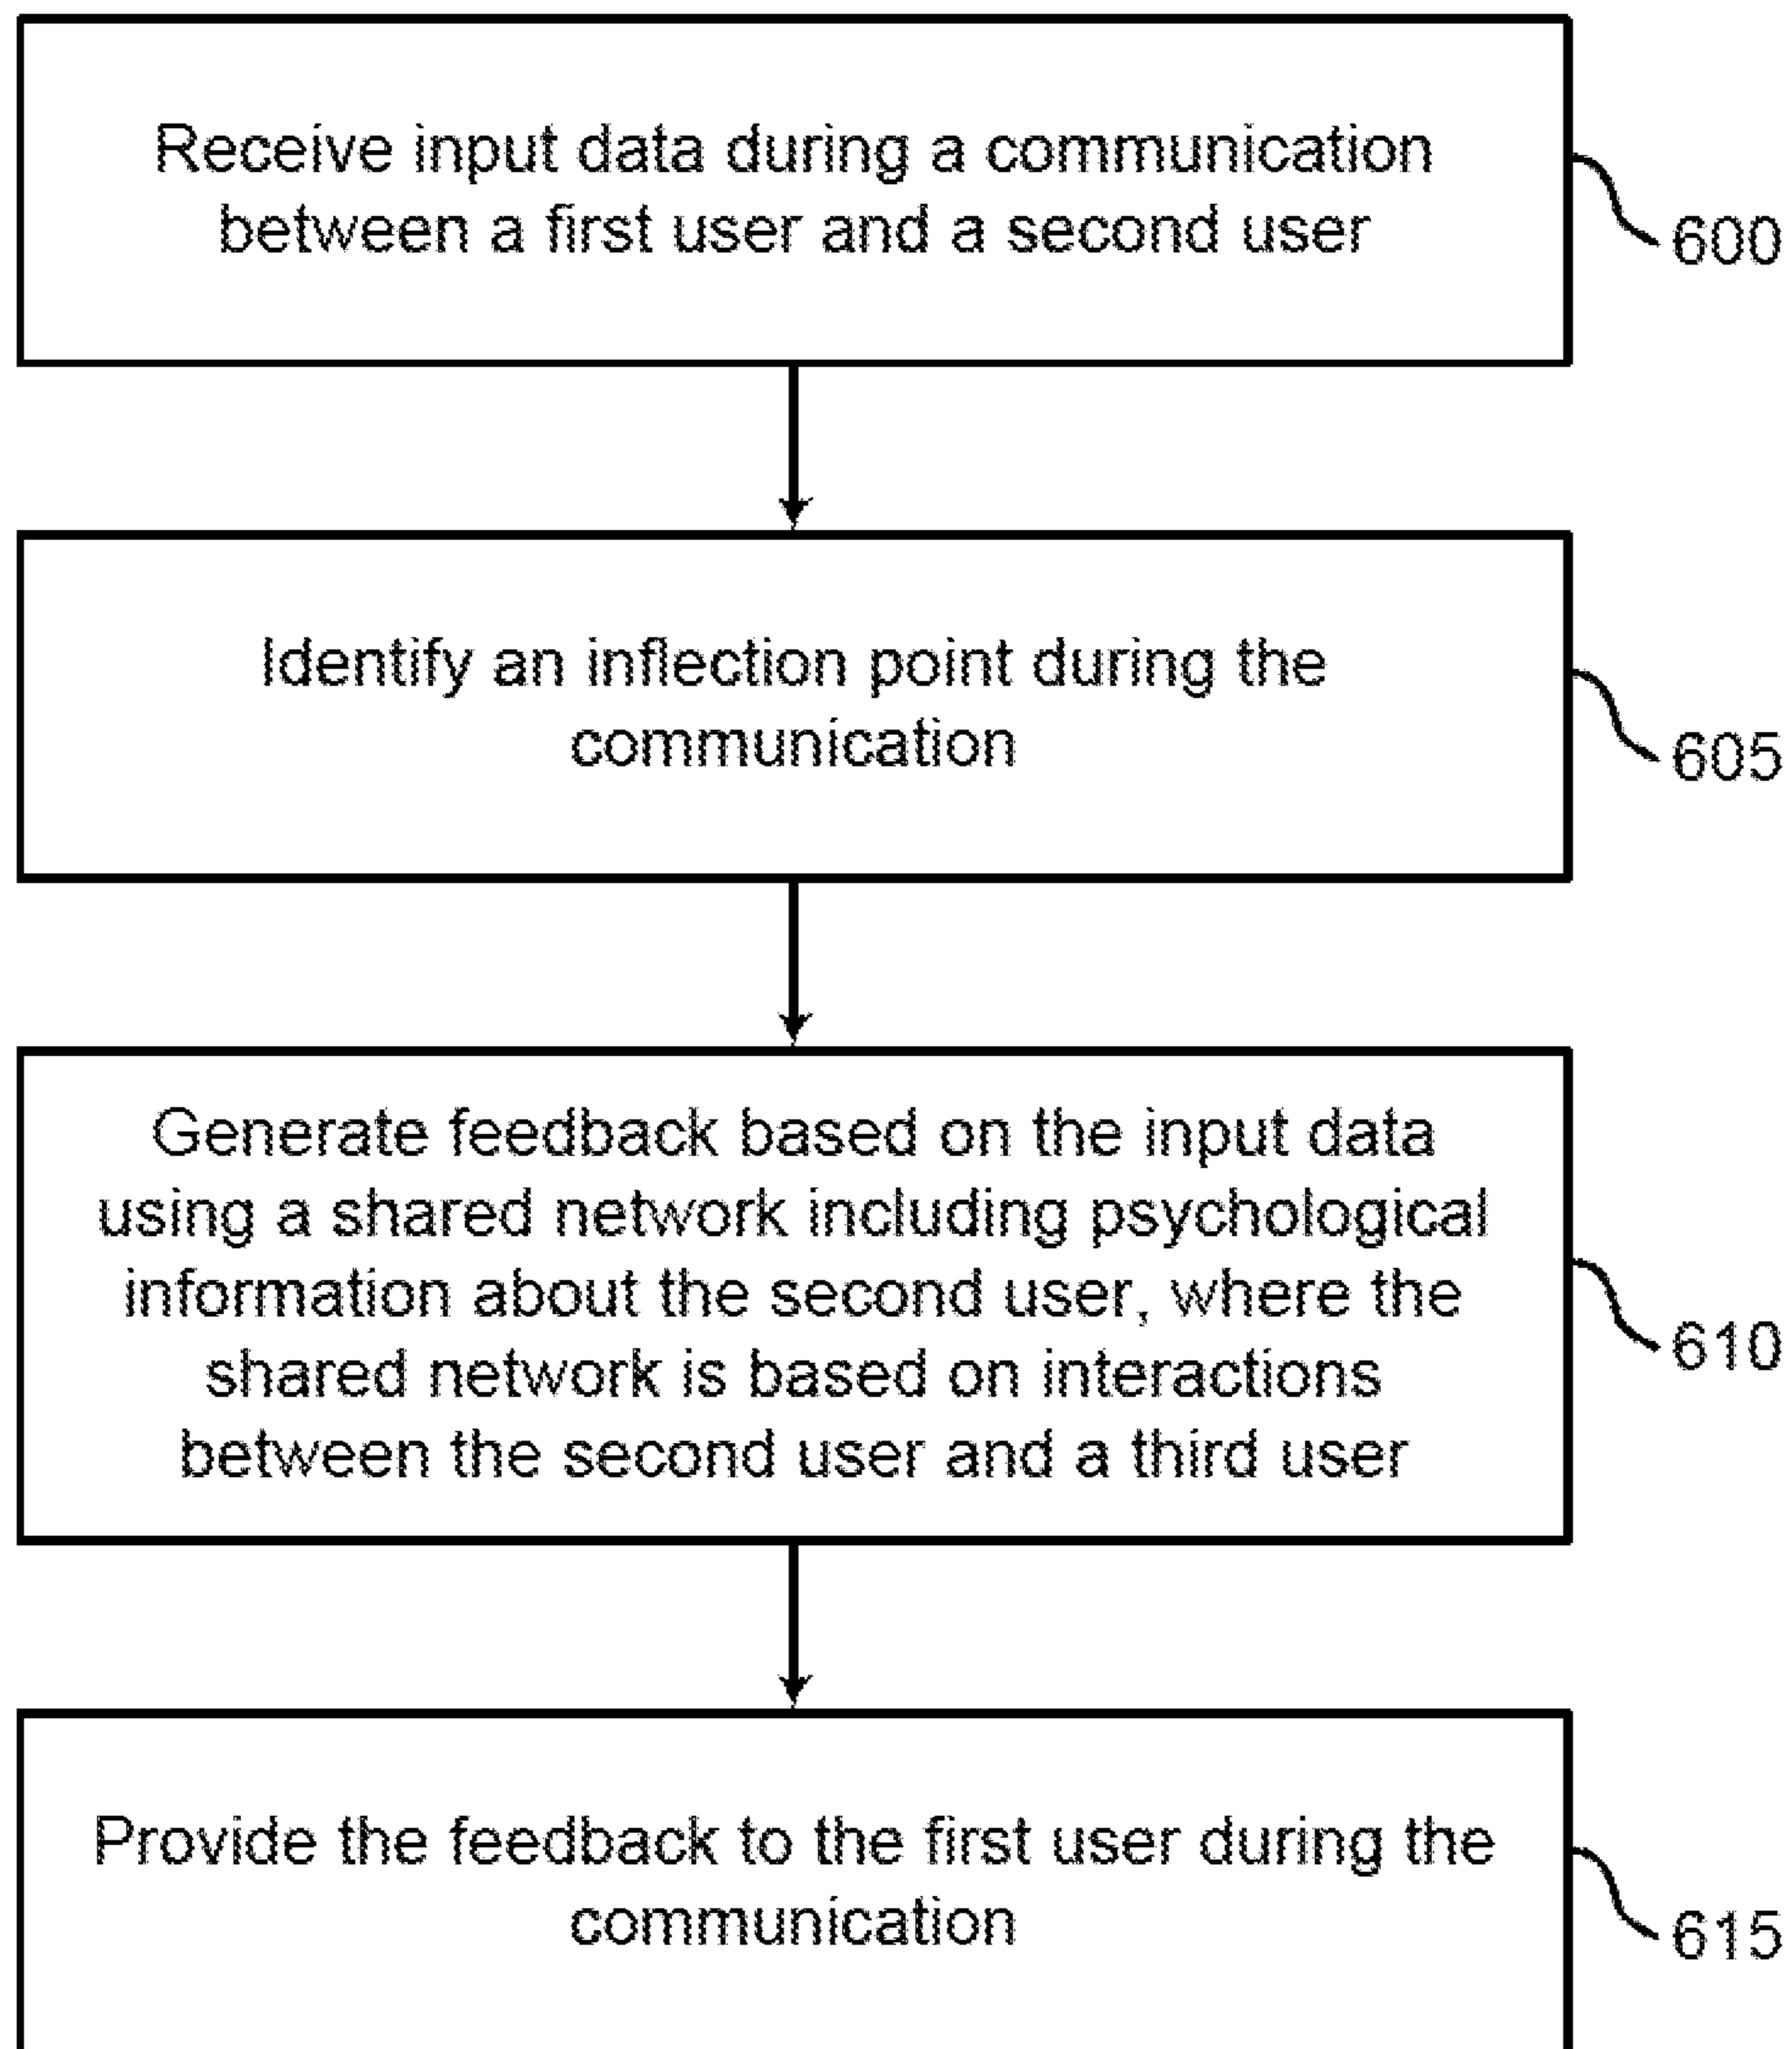 Receive input data during a communication
between a first user and a second user
600
Identify an inflection point during the
communication
605
Generate feedback based on the input data
using a shared network including psychological
information about the second user, where the
shared network is based on interactions
between the second user and a third user
610
Provide the feedback to the first user during the
communication
615